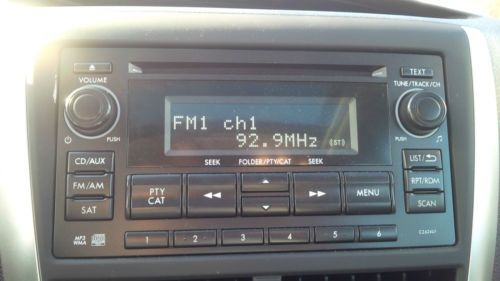 VOLUME
TEXT
TUNE/TRACK/CH
FM1 ch1
92.9MHz (ST)
PUSH
PUSH
SEEK FOLDER/PTY/CAT SEEK
CD/AUX
LIST/
FM/AM
PTY CAT
MENU
RPT/RDM
SAT
SCAN
MP3 WMA
1 2 3 4 5 6